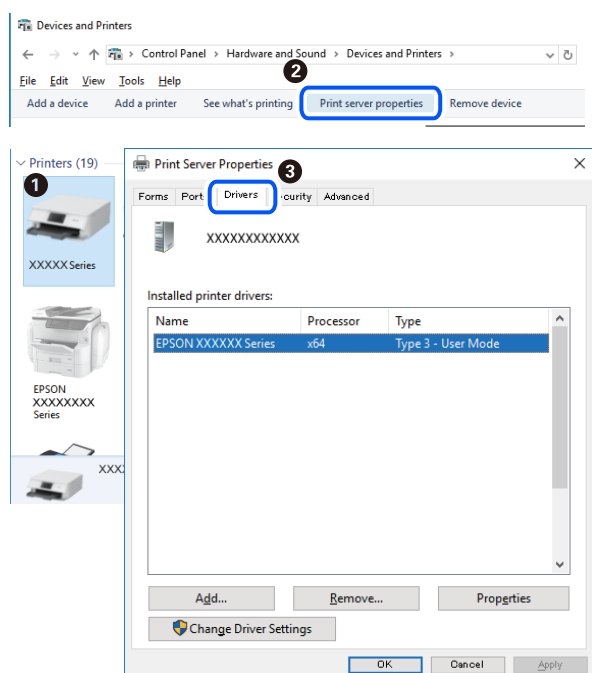 Devices and Printers
Control Panel > Hardware and Sound > Devices and Printers >
2
File Edit View Tools Help
Add a device Add a printer See what's printing Print server properties Remove device
Printers (19)
1
XXXXX Series
EPSON
XXXXXXXX
Series
XXX
Print Server Properties
3
Forms Port Drivers curity Advanced
XXXXXXXXXXXX
Installed printer drivers:
Name Processor Type
EPSON XXXXXX Series x64 Type 3 - User Mode
Add... Remove... Properties
Change Driver Settings
OK Cancel Apply